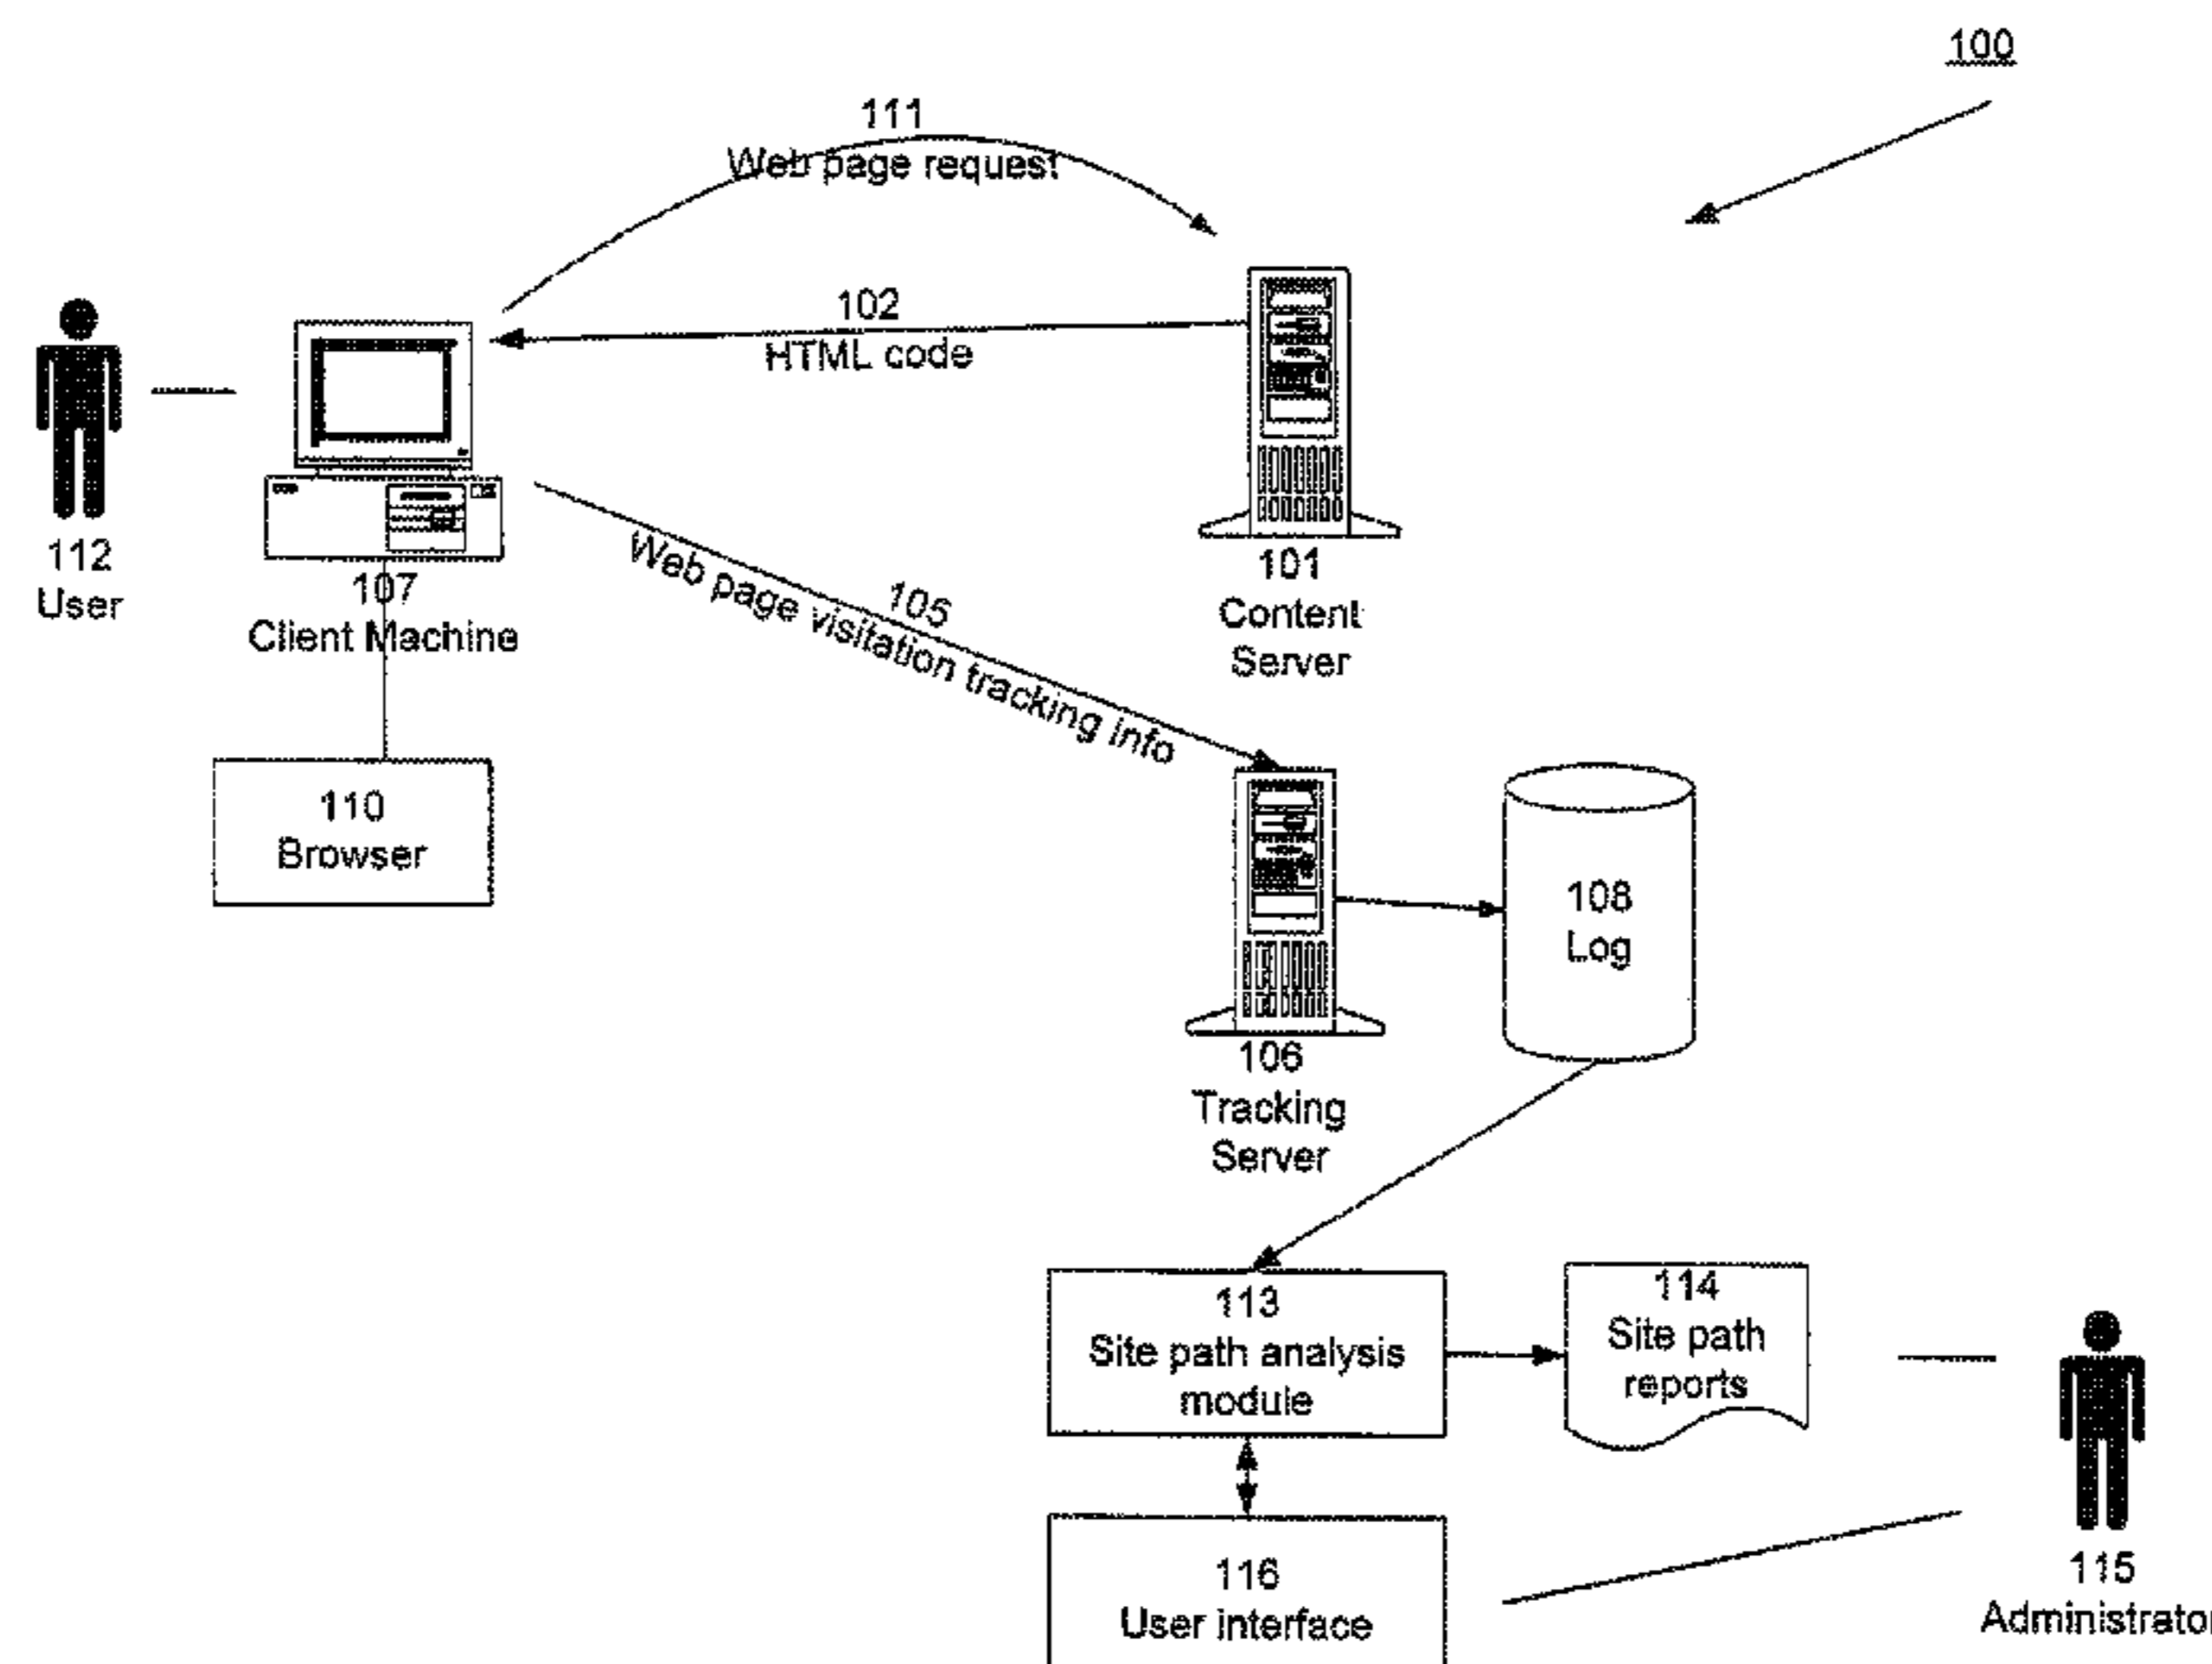 100
111
Web page request
102
HTML code
112
User
107
Client Machine
101
Content
Server
105
Web page visitation tracking info
110
Browser
108
Log
106
Tracking
Server
113
Site path analysis
module
114
Site path
reports
116
User interface
115
Administrator